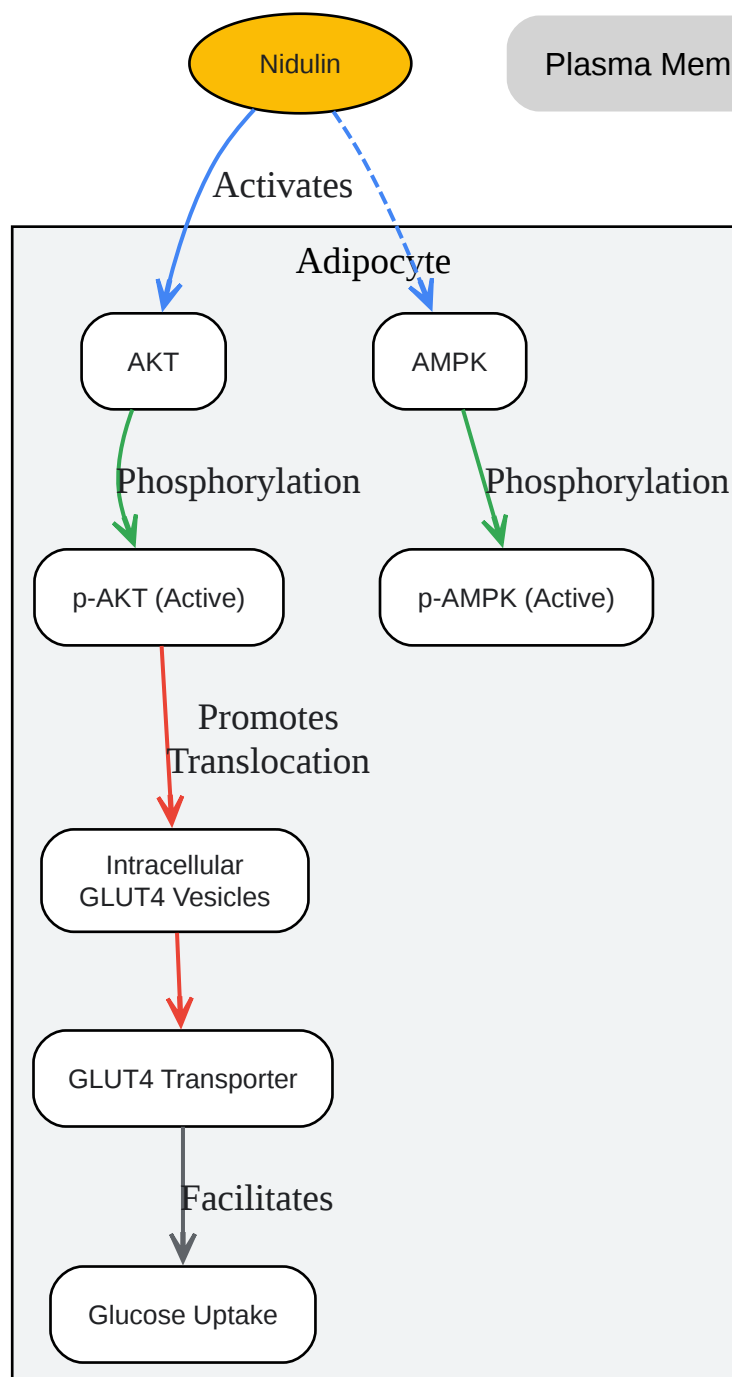 Nidulin
Plasma Mem
Activates
Adipocyte
AKT
AMPK
Phosphorylation
Phosphorylation
p-AKT (Active)
p-AMPK (Active)
Promotes
Translocation
Intracellular
GLUT4 Vesicles
GLUT4 Transporter
Facilitates
Glucose Uptake